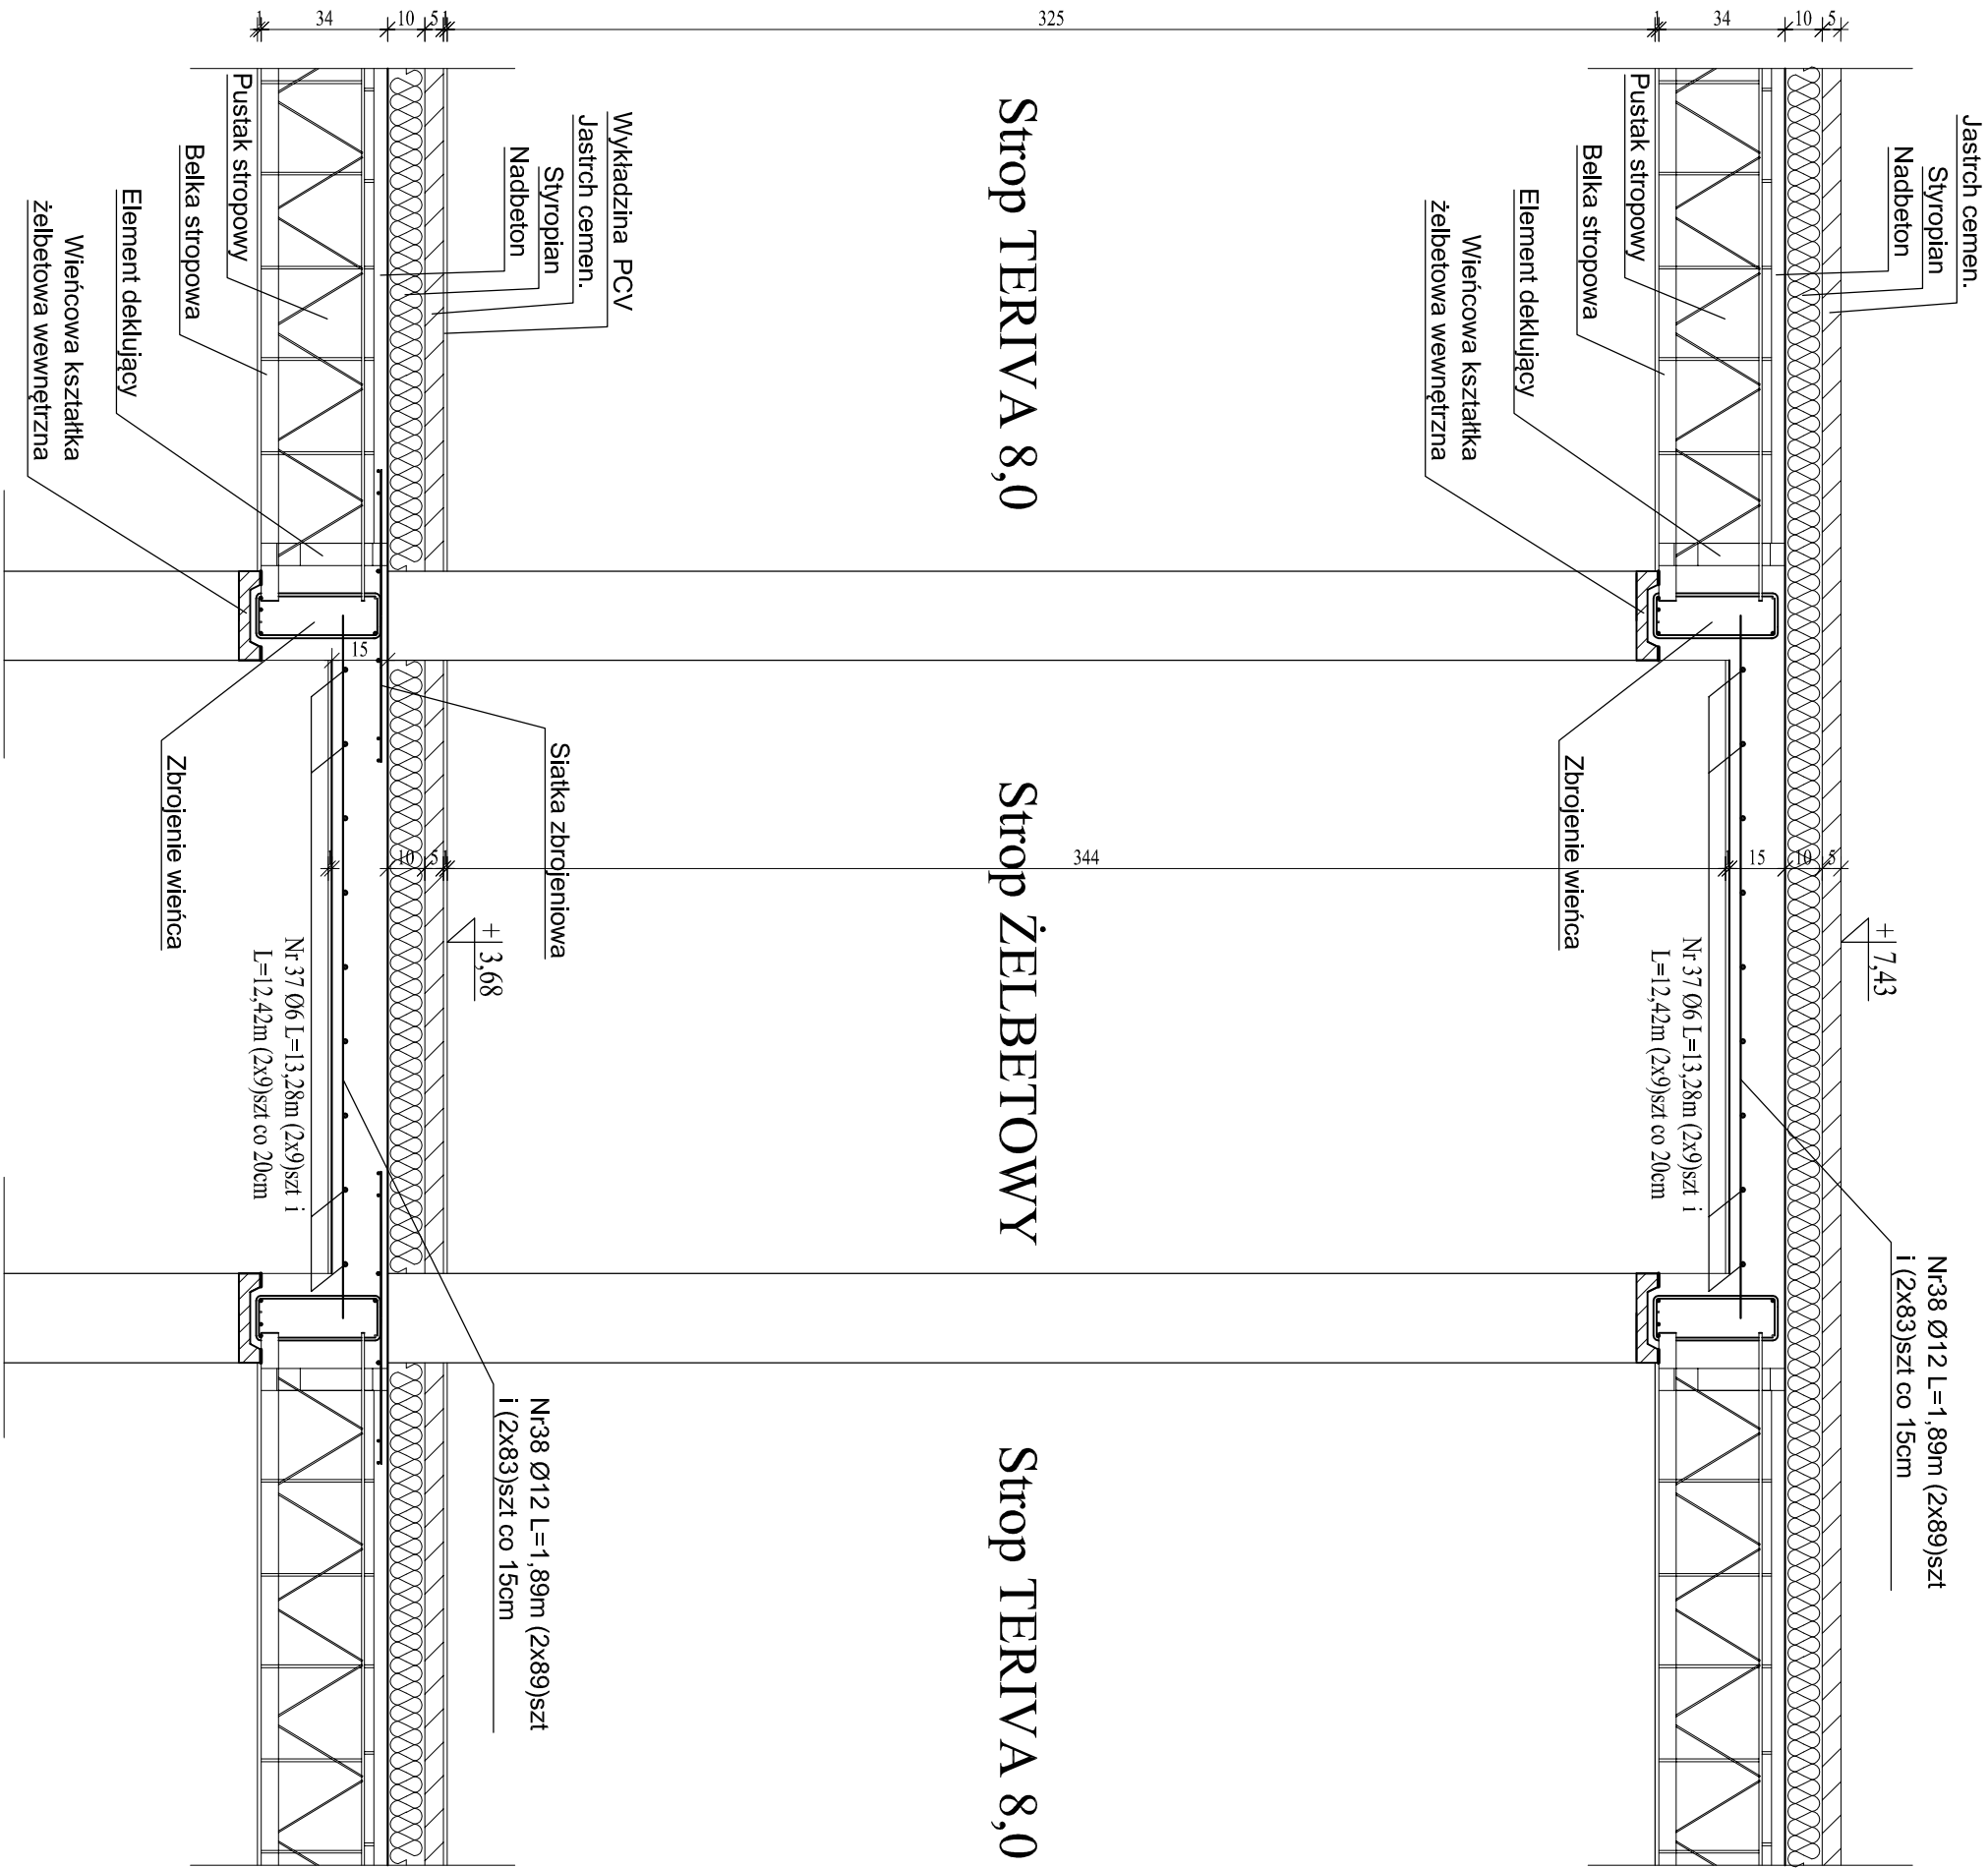 Jastrch cemen.
Styropian
Nadbeton
Pustak stropowy
Belka stropowa
Element deklujący
Wieńcowa kształtka
żelbetowa wewnętrzna
Zbrojenie wieńca
+7,43
Nr 37 Ø6 L=13,28m (2x9)szt i
L=12,42m (2x9)szt co 20cm
Nr38 Ø12 L=1,89m (2x89)szt
i (2x83)szt co 15cm
5
10
34
1
325
1
5
10
34
1
5
10
15
1
344
1
5
10
15
1
Strop TERIVA 8,0
Strop ŻELBETOWY
Strop TERIVA 8,0
Wykładzina PCV
Jastrch cemen.
Styropian
Nadbeton
Pustak stropowy
Belka stropowa
Element deklujący
Wieńcowa kształtka
żelbetowa wewnętrzna
Siatka zbrojeniowa
Zbrojenie wieńca
+3,68
Nr 37 Ø6 L=13,28m (2x9)szt i
L=12,42m (2x9)szt co 20cm
Nr38 Ø12 L=1,89m (2x89)szt
i (2x83)szt co 15cm